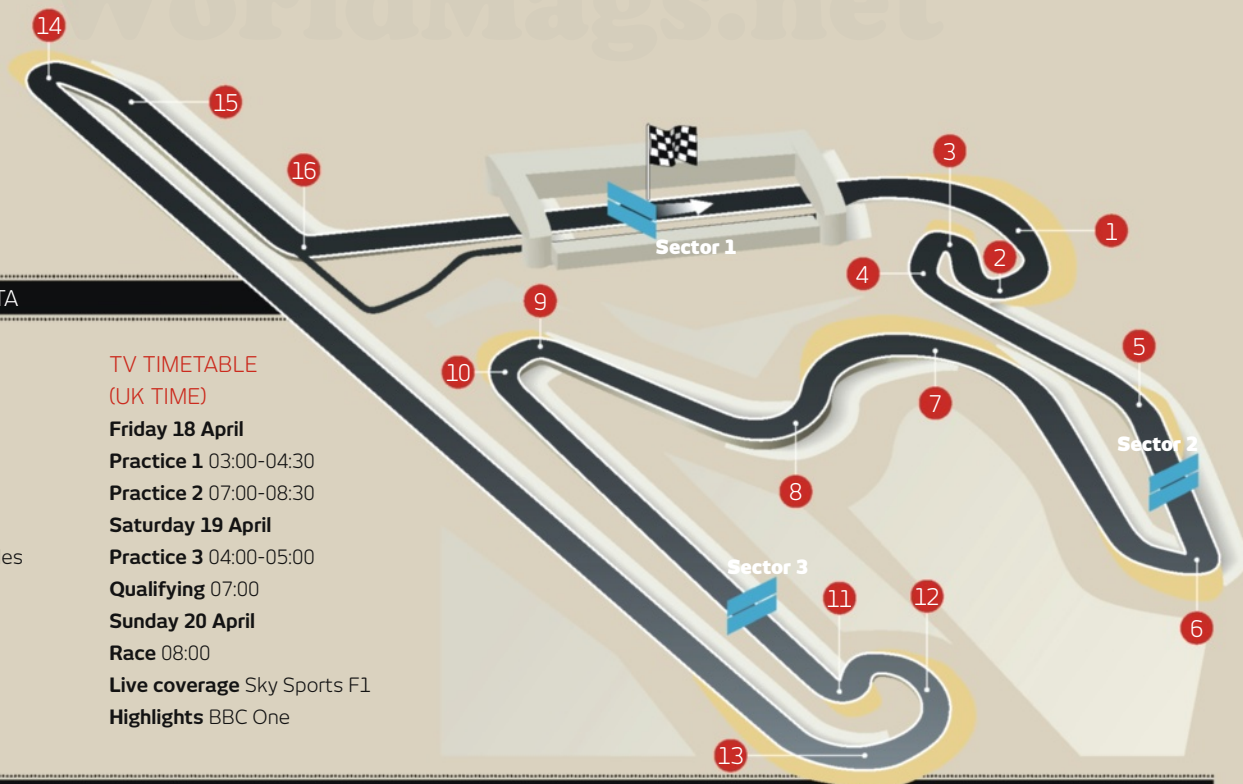 WorldMags.net
14
15
16
3
1
2
4
Sector 1
TA
9
5
10
7
TV TIMETABLE
(UK TIME)
Friday 18 April
Practice 1 03:00-04:30
Practice 2 07:00-08:30
Saturday 19 April
Practice 3 04:00-05:00
Qualifying 07:00
Sunday 20 April
Race 08:00
Live coverage Sky Sports F1
Highlights BBC One
es
Sector 2
8
Sector 3
11
12
6
13